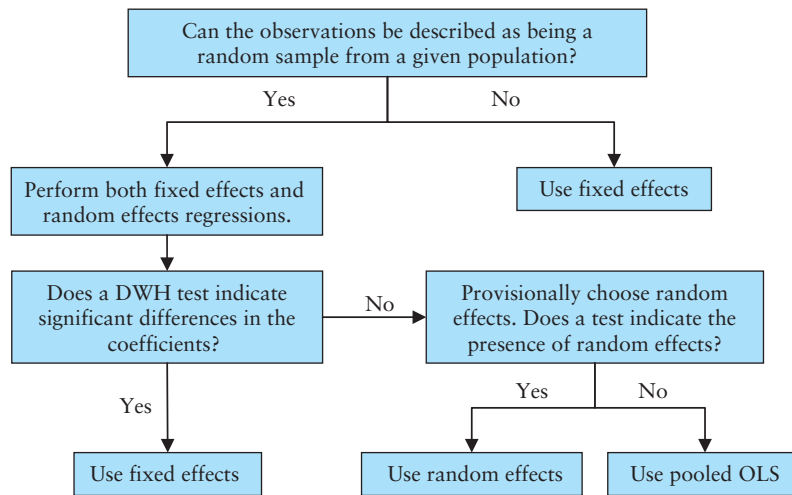 Can the observations be described as being a
random sample from a given population?
Yes
No
Perform both fixed effects and
random effects regressions.
Use fixed effects
Does a DWH test indicate
significant differences in the
coefficients?
No
Provisionally choose random
effects. Does a test indicate the
presence of random effects?
Yes
Yes
No
Use fixed effects
Use random effects
Use pooled OLS